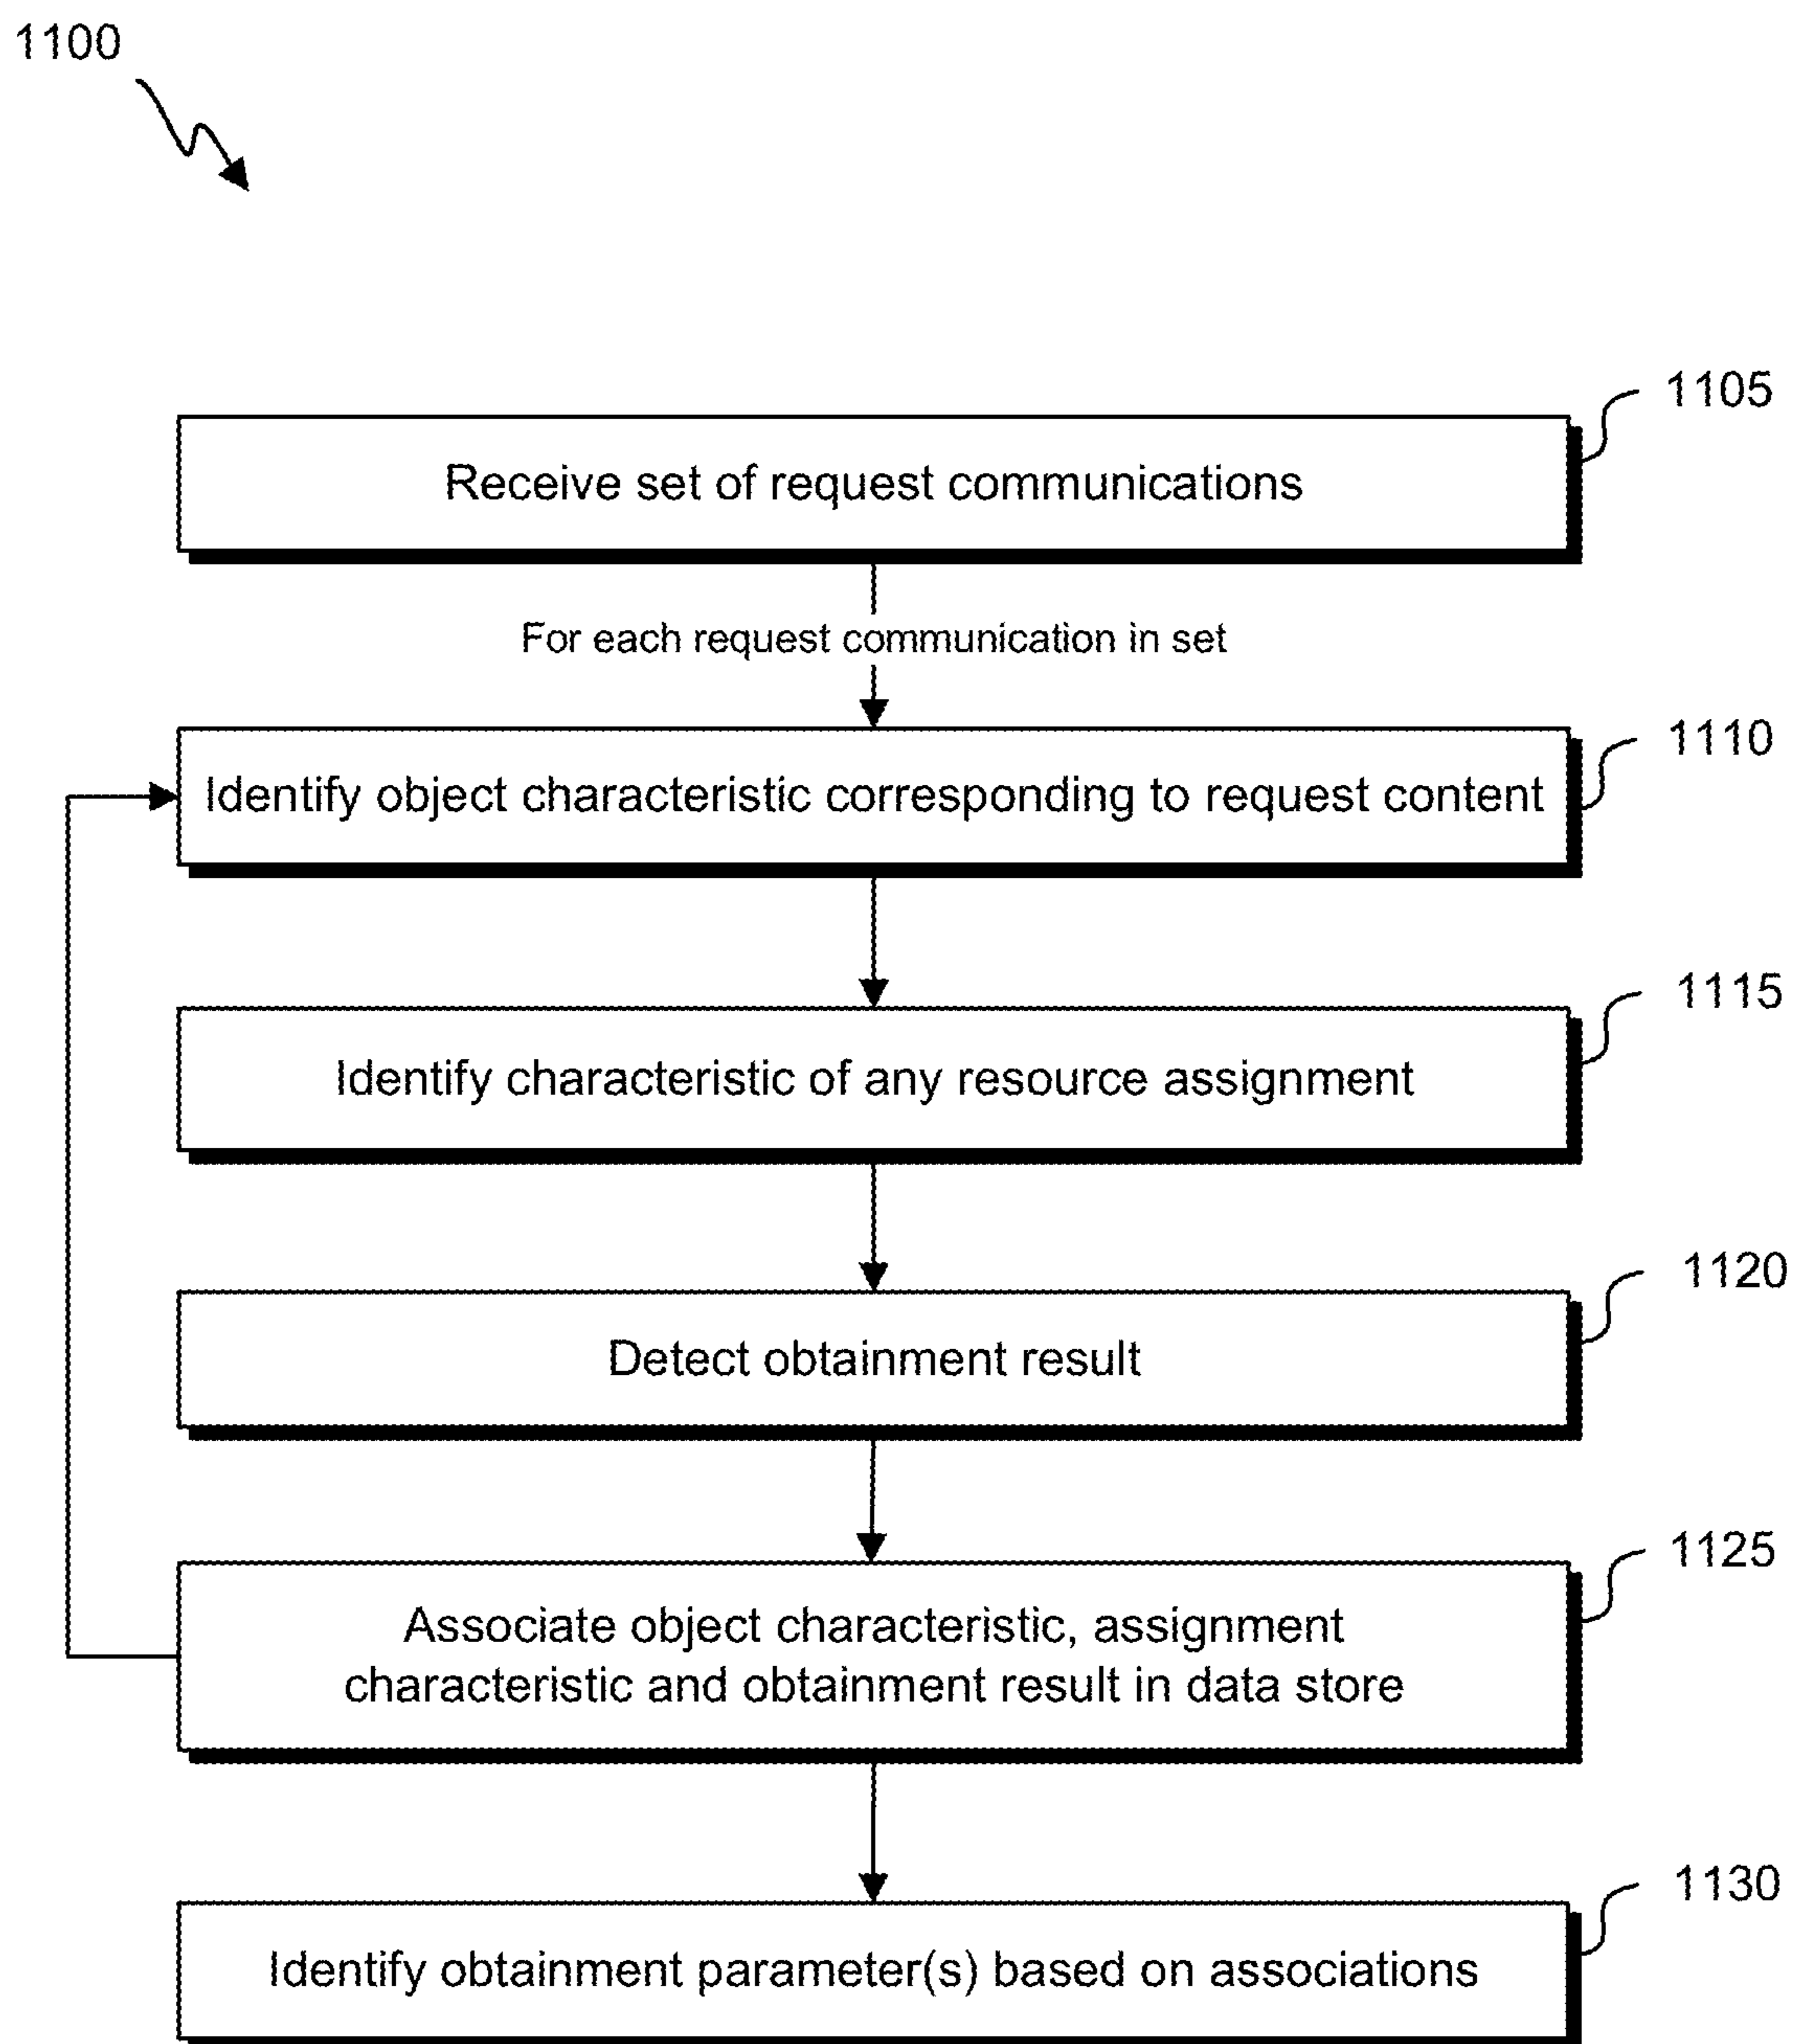 1100
1105
Receive set of request communications
For each request communication in set
1110
Identify object characteristic corresponding to request content
1115
Identify characteristic of any resource assignment
1120
Detect obtainment result
1125
Associate object characteristic, assignment
characteristic and obtainment result in data store
1130
Identify obtainment parameter(s) based on associations